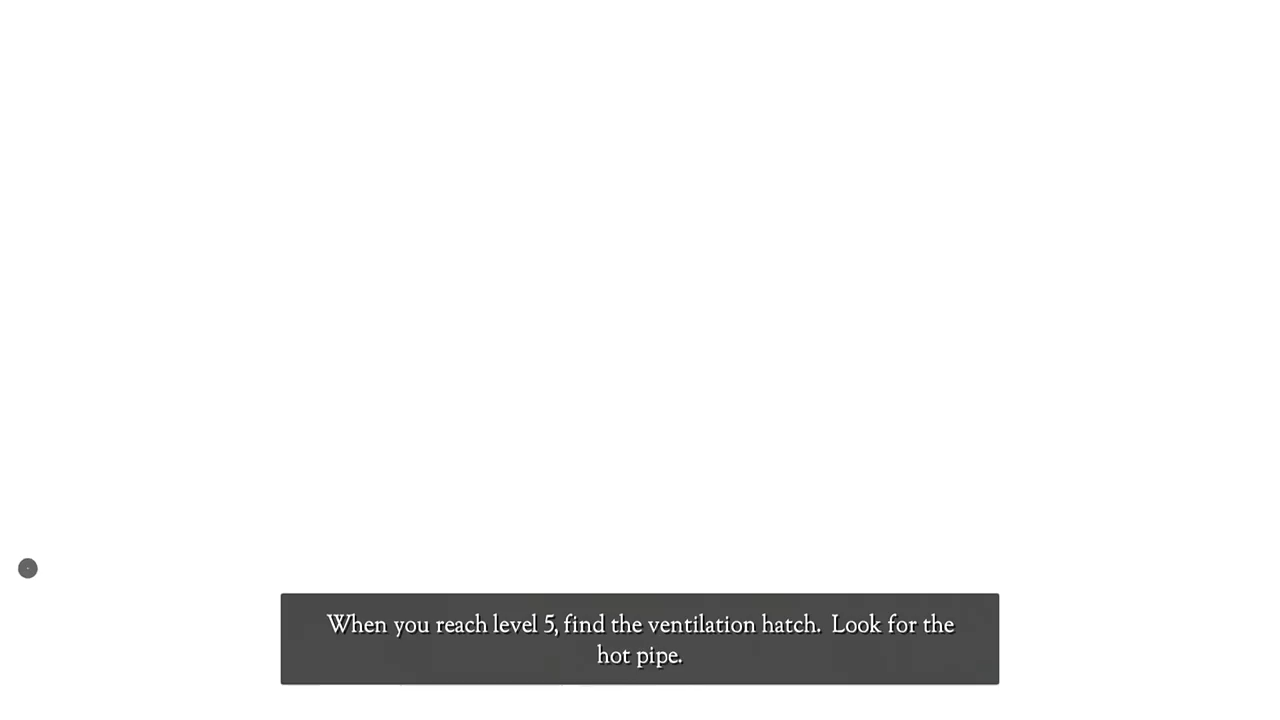 When you reach level 5, find the ventilation hatch.  Look for the
hot pipe.